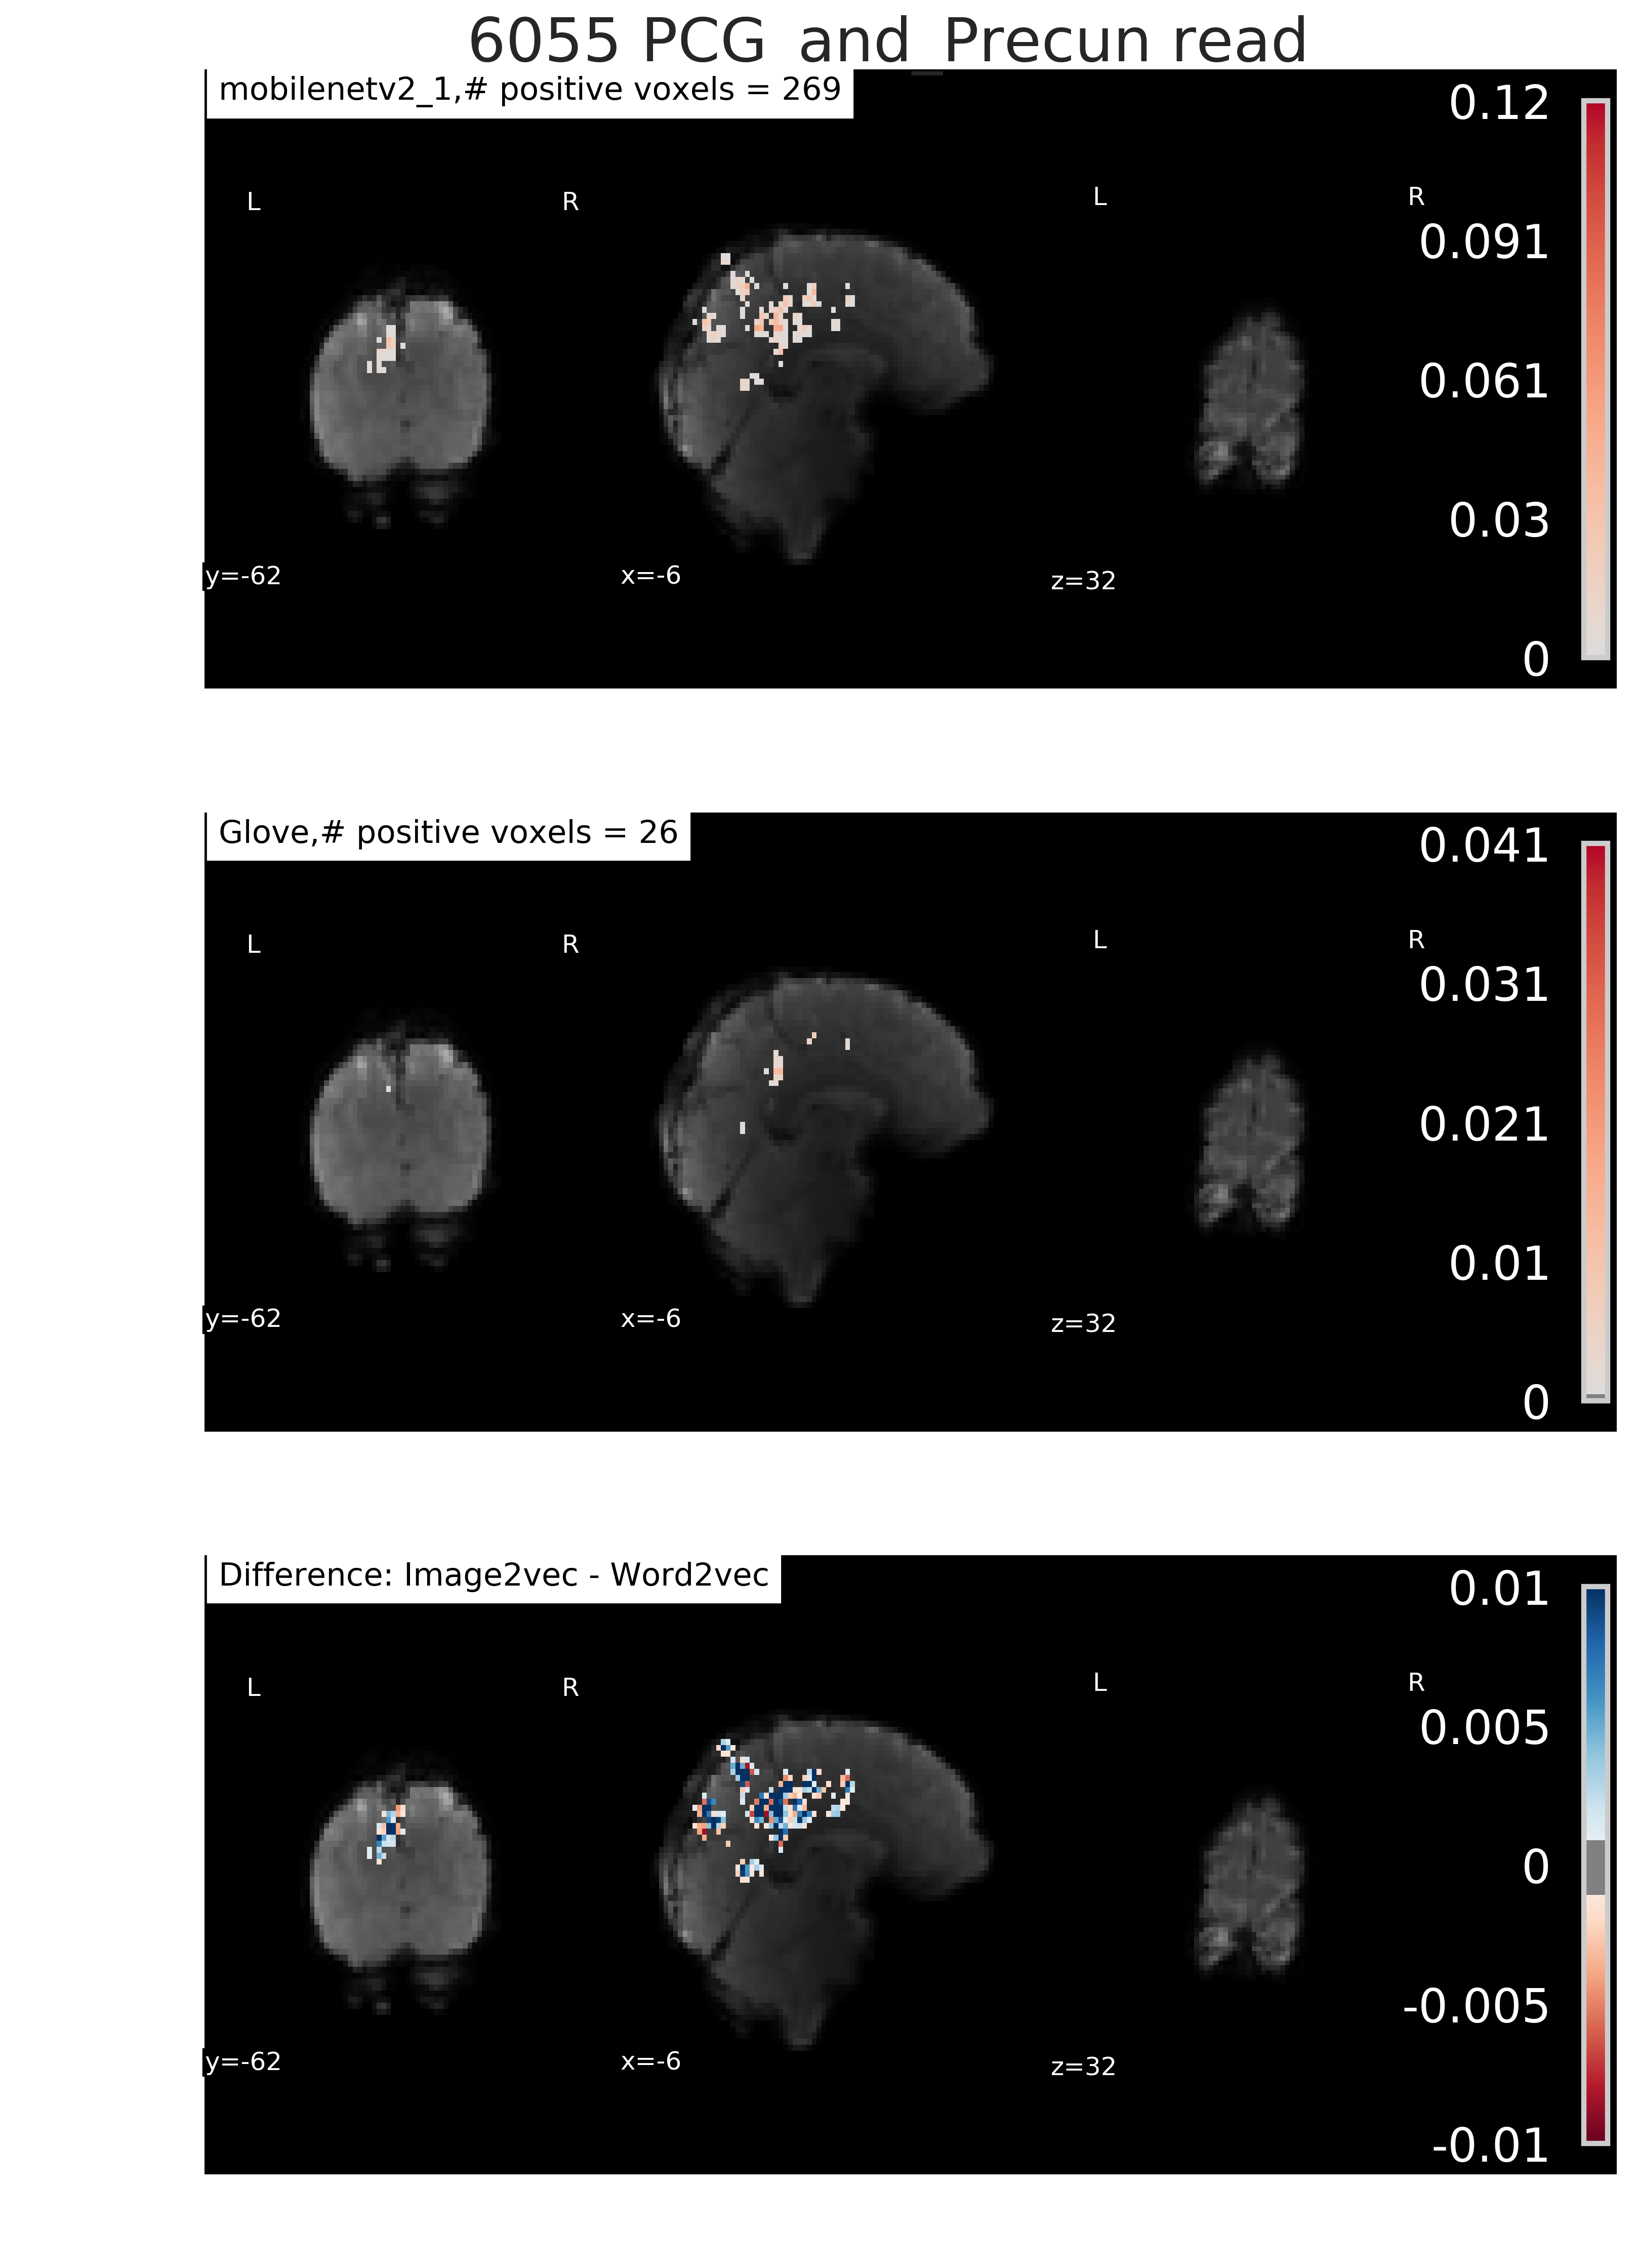 6055 PCG_and_Precun read
mobilenetv2_1,# positive voxels = 269
0.12
L R L R
0.091
0.061
0.03
y=-62 x=-6 z=32
0
Glove,# positive voxels = 26
0.041
L R L R
0.031
0.021
0.01
y=-62 x=-6 z=32
0
Difference: Image2vec - Word2vec
0.01
L R L R
0.005
0
-0.005
y=-62 x=-6 z=32
-0.01